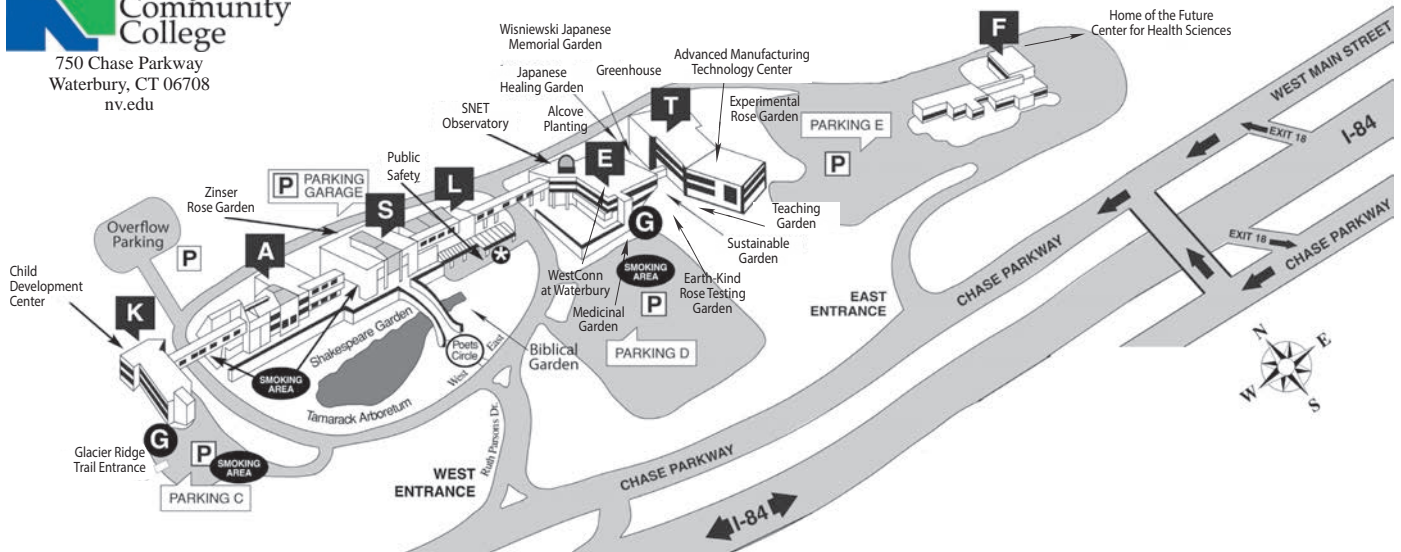 Community
College
750 Chase Parkway
Waterbury, CT 06708
nv.edu
Wisniewski Japanese
Memorial Garden
Japanese
Healing Garden
Greenhouse
Advanced Manufacturing
Technology Center
F
Home of the Future
Center for Health Sciences
SNET
Observatory
Alcove
Planting
T
Experimental
Rose Garden
PARKING E
P
WEST MAIN STREET
EXIT 18
I-84
Public
Safety
E
L
P PARKING
GARAGE
Zinser
Rose Garden
S
Overflow
Parking
P
A
G
Teaching
Garden
Sustainable
Garden
EXIT 18
CHASE PARKWAY
CHASE PARKWAY
Child
Development
Center
K
*
WestConn
at Waterbury
SMOKING
AREA
P
Medicinal
Garden
Earth-Kind
Rose Testing
Garden
EAST
ENTRANCE
Shakespeare Garden
Poets
Circle
East
West
Biblical
Garden
PARKING D
N
E
W
S
SMOKING
AREA
Tamarack Arboretum
G
Glacier Ridge
Trail Entrance
P
SMOKING
AREA
PARKING C
WEST
ENTRANCE
Ruth Parsons Dr.
CHASE PARKWAY
I-84